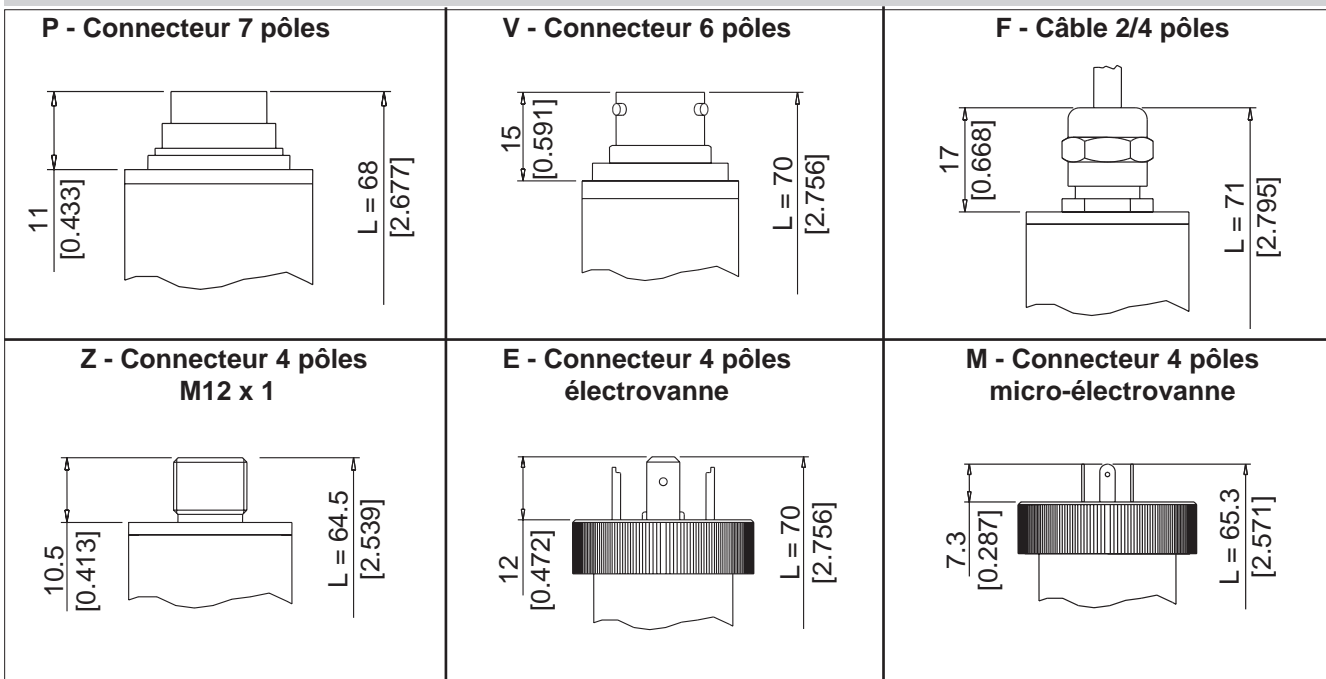 P - Connecteur 7 pôles
11
[0.433]
L = 68
[2.677]
V - Connecteur 6 pôles
15
[0.591]
L = 70
[2.756]
F - Câble 2/4 pôles
17
[0.668]
L = 71
[2.795]
Z - Connecteur 4 pôles
M12 x 1
10.5
[0.413]
L = 64.5
[2.539]
E - Connecteur 4 pôles
électrovanne
12
[0.472]
L = 70
[2.756]
M - Connecteur 4 pôles
micro-électrovanne
7.3
[0.287]
L = 65.3
[2.571]